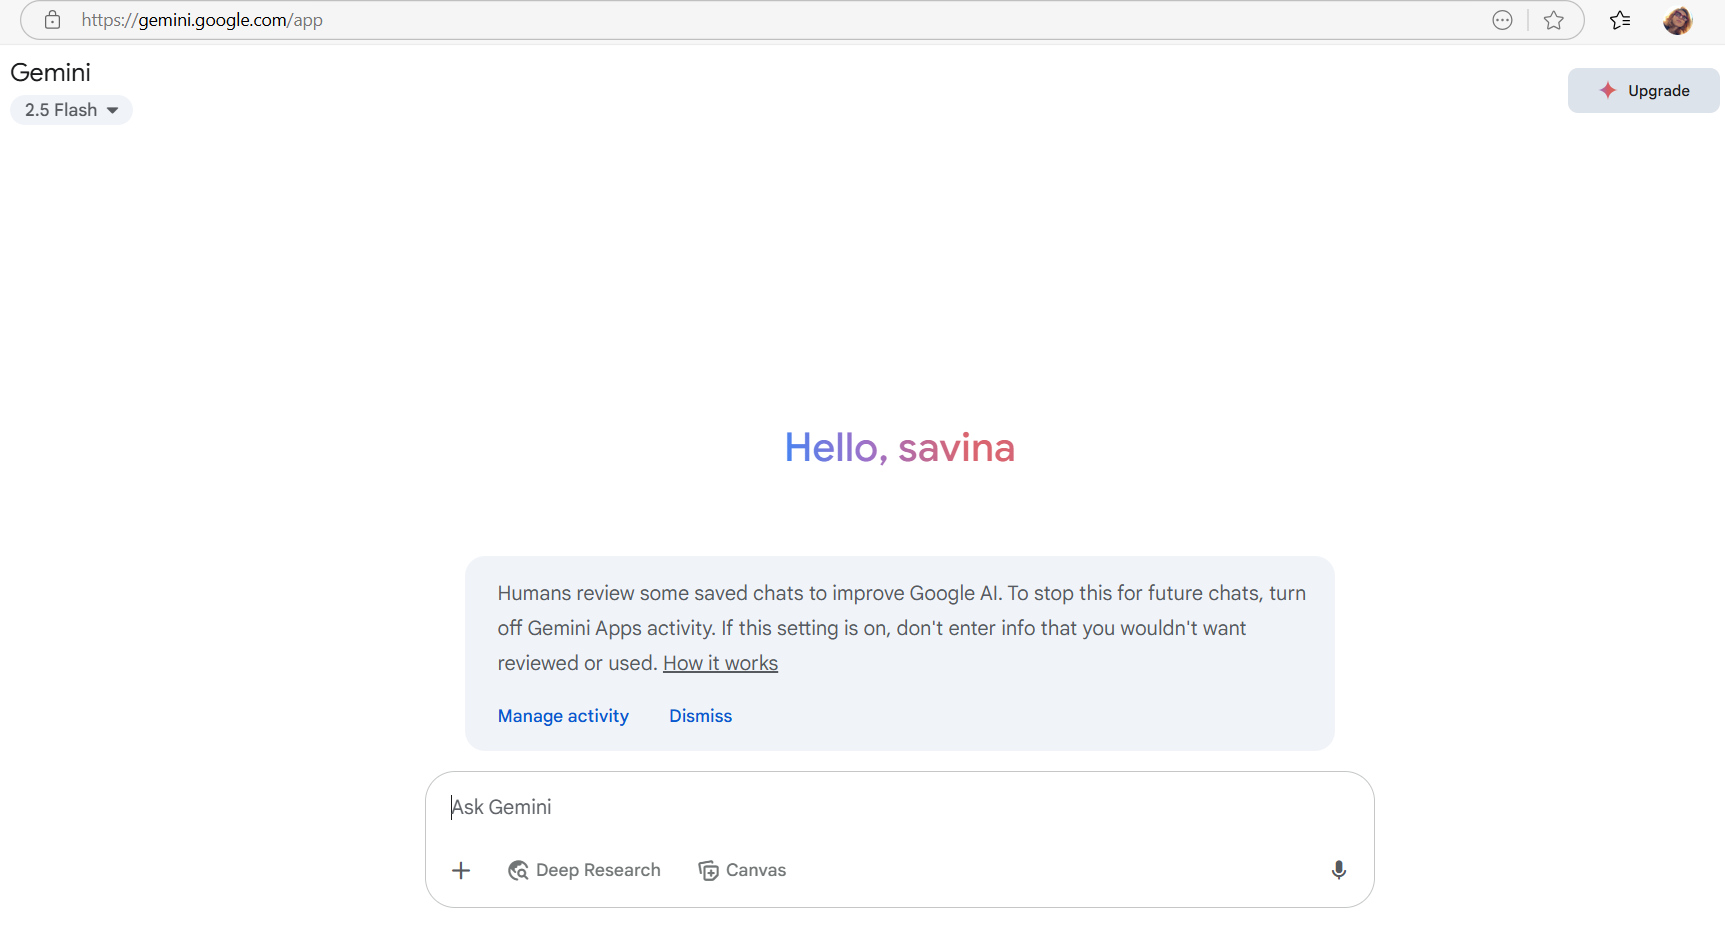 https://gemini.google.com/app
Gemini
2.5 Flash
Upgrade
Hello, savina
Humans review some saved chats to improve Google AI. To stop this for future chats, turn
off Gemini Apps activity. If this setting is on, don't enter info that you wouldn't want
reviewed or used. How it works
Manage activity Dismiss
Ask Gemini
Deep Research Canvas